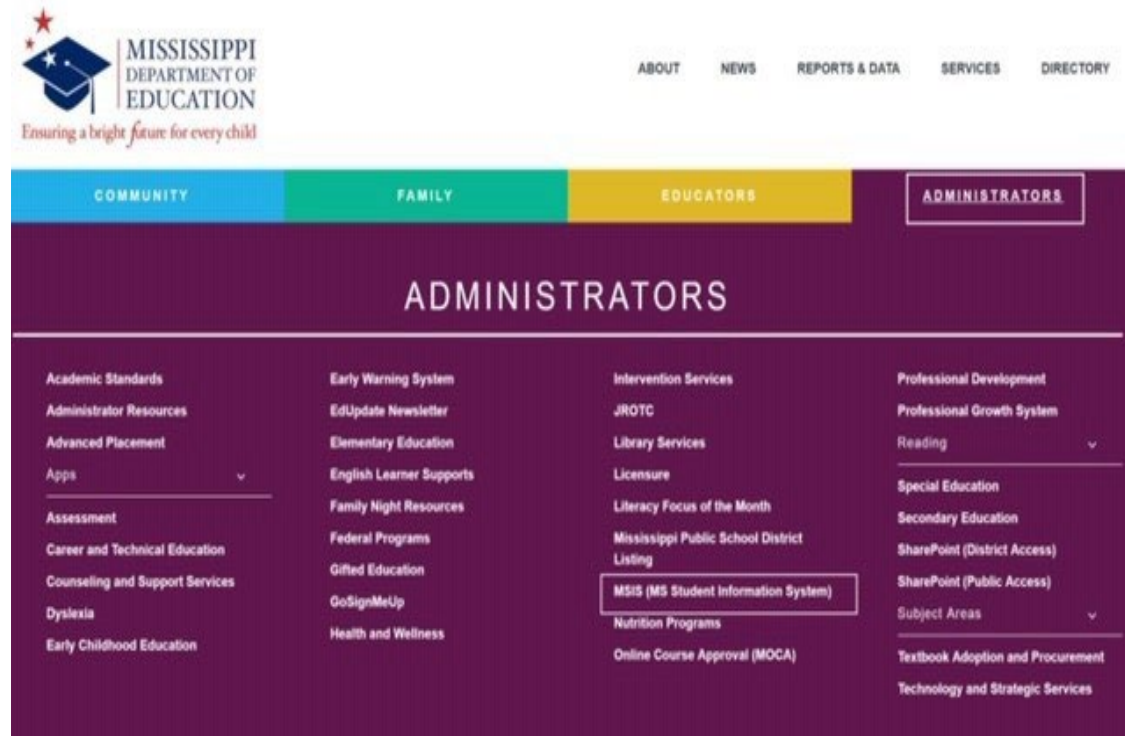 MISSISSIPPI
DEPARTMENT OF
EDUCATION
Ensuring a bright future for every child
ABOUT NEWS REPORTS & DATA SERVICES DIRECTORY
COMMUNITY FAMILY EDUCATORS ADMINISTRATORS
ADMINISTRATORS
Academic Standards
Administrator Resources
Advanced Placement
Apps
Assessment
Career and Technical Education
Counseling and Support Services
Dyslexia
Early Childhood Education
Early Warning System
EdUpdate Newsletter
Elementary Education
English Learner Supports
Family Night Resources
Federal Programs
Gifted Education
GoSignMeUp
Health and Wellness
Intervention Services
JROTC
Library Services
Licensure
Literacy Focus of the Month
Mississippi Public School District
Listing
MSIS (MS Student Information System)
Nutrition Programs
Online Course Approval (MOCA)
Professional Development
Professional Growth System
Reading
Special Education
Secondary Education
SharePoint (District Access)
SharePoint (Public Access)
Subject Areas
Textbook Adoption and Procurement
Technology and Strategic Services